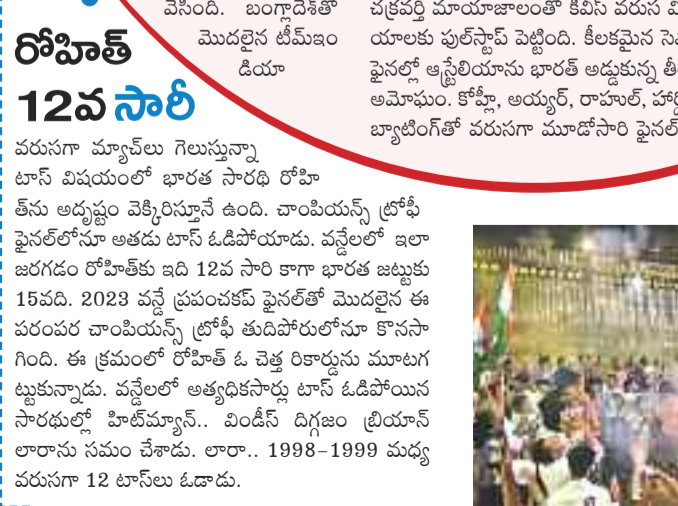 వేసింది. బంగ్లాదేశ్‌తో
మొదలైన టీమ్ఇం
డియా
చక్రవర్తి మాయాజాలంతో కివీస్ వరుస
యాలకు ఫుల్‌స్టాప్ పెట్టింది. కీలకమైన
ఫైనల్లో ఆస్ట్రేలియాను భారత్ అడ్డుకున్న
అమోఘం. కోహ్లీ, అయ్యర్, రాహుల్,
బ్యాటింగ్‌తో వరుసగా మూడోసారి
రోహిత్
12వ సారీ
వరుసగా మ్యాచ్‌లు గెలుస్తున్నా
టాస్ విషయంలో భారత సారథి రోహి
త్‌ను అదృష్టం వెక్కిరిస్తూనే ఉంది. చాంపియన్స్ ట్రోఫీ
ఫైనల్‌లోనూ అతడు టాస్ ఓడిపోయాడు. వన్డేలలో ఇలా
జరగడం రోహిత్‌కు ఇది 12వ సారి కాగా భారత జట్టుకు
15వది. 2023 వన్డే ప్రపంచకప్ ఫైనల్‌తో మొదలైన ఈ
పరంపర చాంపియన్స్ ట్రోఫీ తుదిపోరులోనూ కొనసా
గింది. ఈ క్రమంలో రోహిత్ ఓ చెత్త రికార్డును మూటగ
ట్టుకున్నాడు. వన్డేలలో అత్యధికసార్లు టాస్ ఓడిపోయిన
సారథుల్లో హిట్‌మ్యాన్.. విండీస్ దిగ్గజం బ్రియాన్
లారాను సమం చేశాడు. లారా.. 1998-1999 మధ్య
వరుసగా 12 టాస్‌లు ఓడాడు.